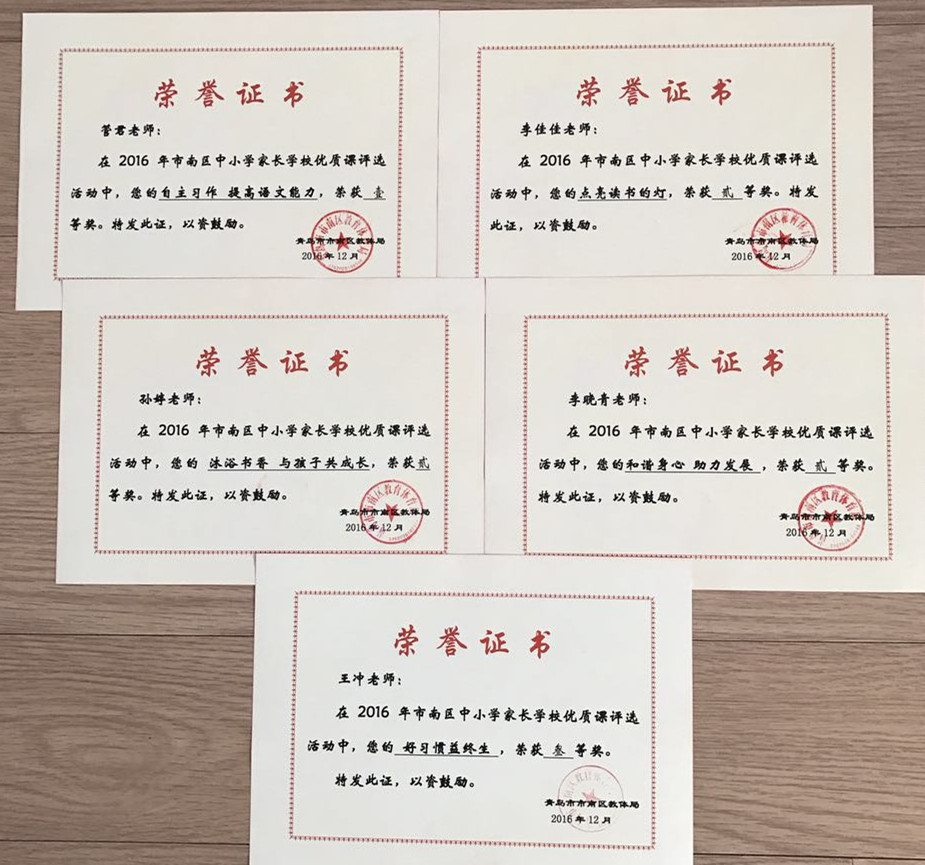 荣誉证书
管君老师：
在 2016 年市南区中小学家长学校优质课评选
活动中，您的自主习作 提高语文能力，荣获 壹
等奖。特发此证，以资鼓励。
青岛市市南区教体局
2016 年 12 月
荣誉证书
李佳佳老师：
在 2016 年市南区中小学家长学校优质课评选
活动中，您的点亮读书的灯，荣获 贰 等奖。特发
此证，以资鼓励。
青岛市市南区教体局
2016 年 12 月
荣誉证书
孙婷老师：
在 2016 年市南区中小学家长学校优质课评选
活动中，您的 沐浴书香 与孩子共成长，荣获贰
等奖。特发此证，以资鼓励。
青岛市市南区教体局
2016 年 12 月
荣誉证书
李晓青老师：
在 2016 年市南区中小学家长学校优质课评选
活动中，您的和谐身心 助力发展 ，荣获 贰 等奖。
特发此证，以资鼓励。
青岛市市南区教体局
2016 年 12 月
荣誉证书
王冲老师：
在 2016 年市南区中小学家长学校优质课评选
活动中，您的 好习惯益终生 ，荣获 叁 等奖。
特发此证，以资鼓励。
青岛市市南区教体局
2016 年 12 月